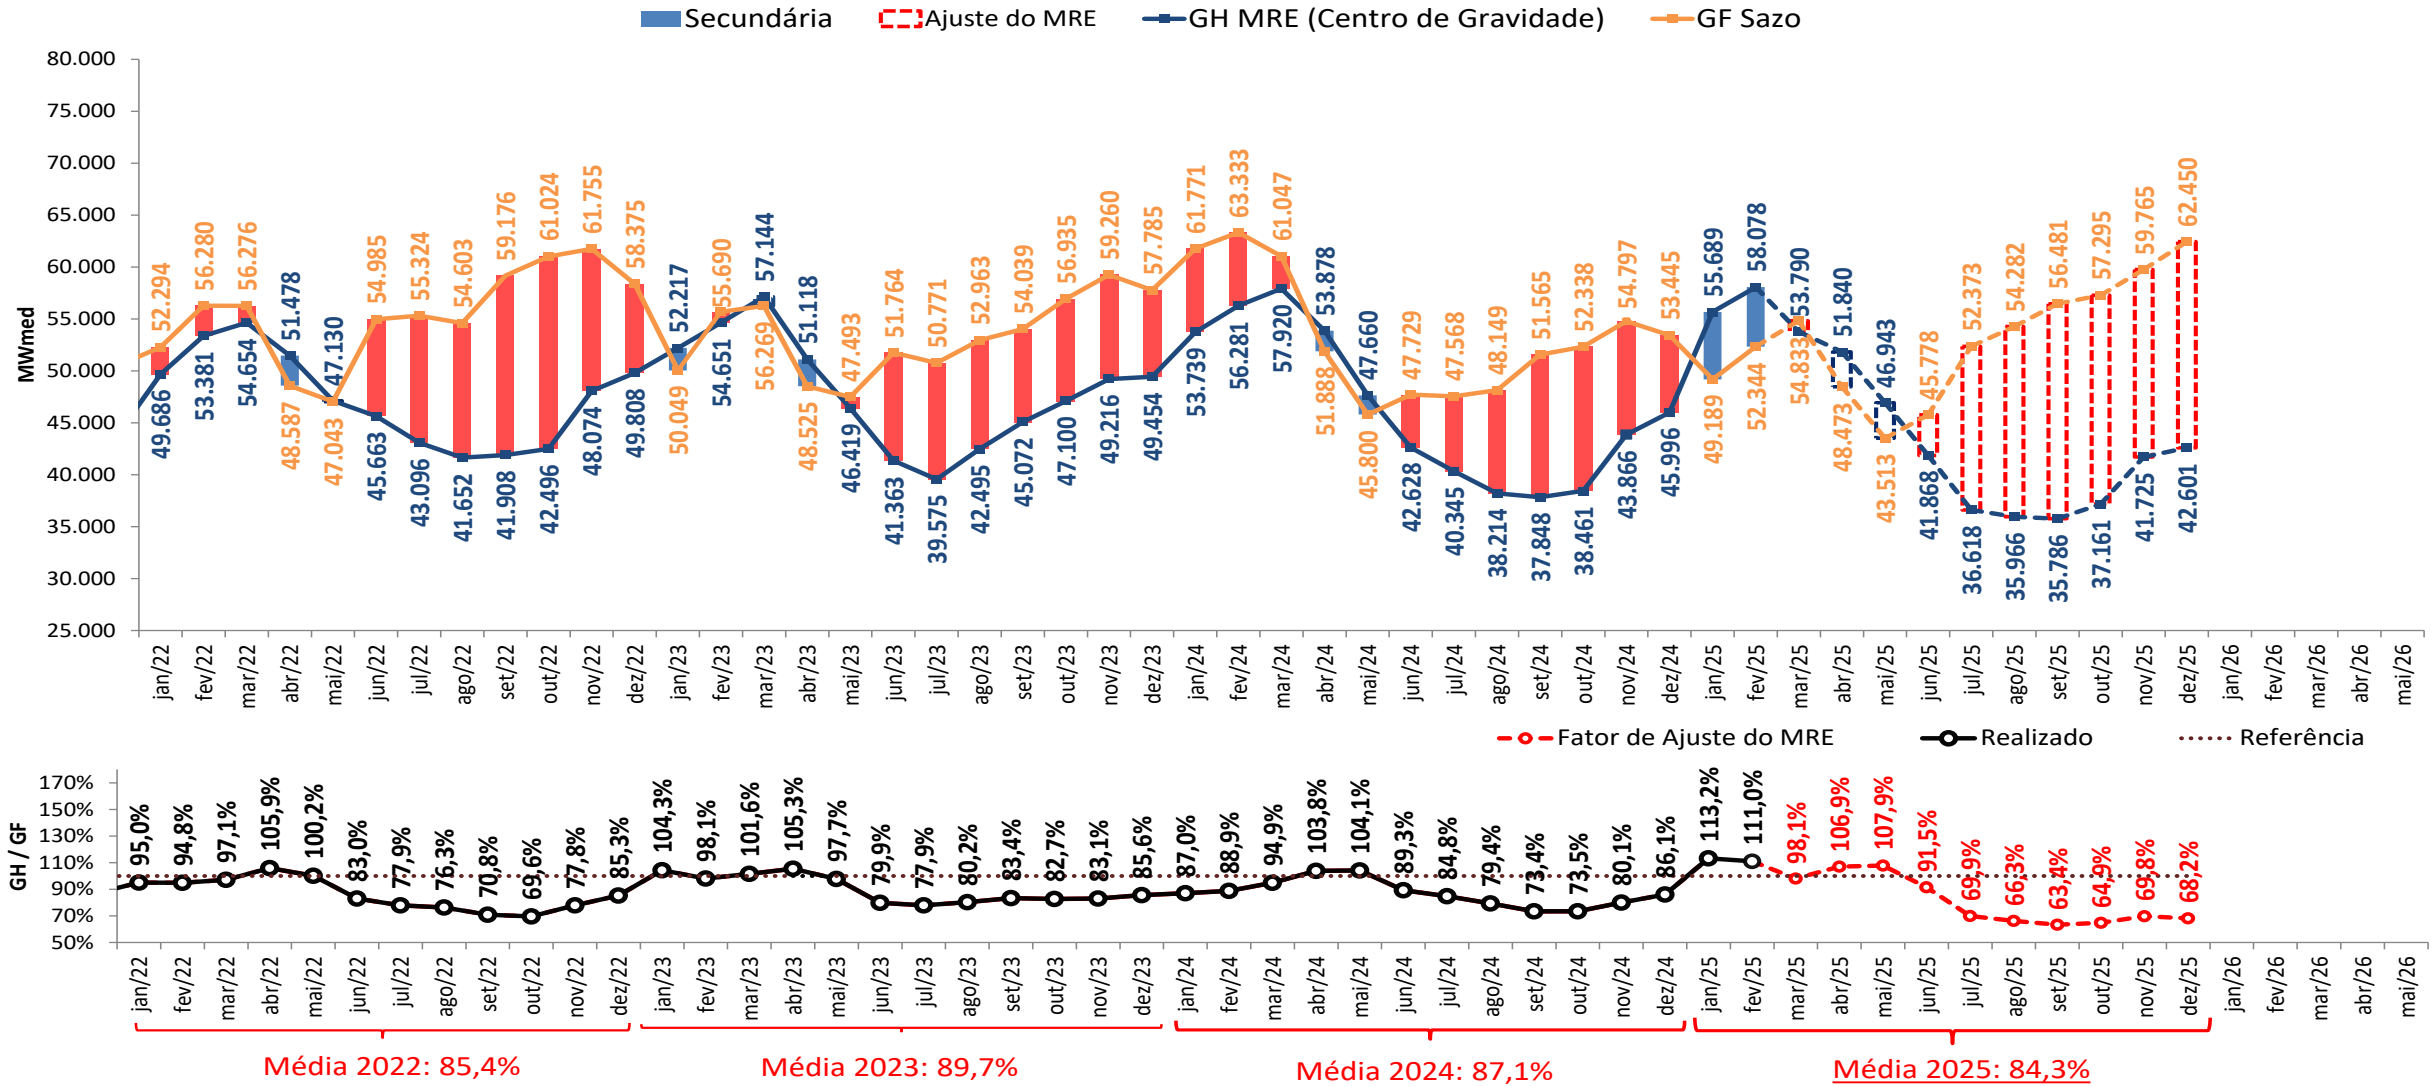 Secundária Ajuste do MRE GH MRE (Centro de Gravidade) GF Sazo
MWmed
80.000
75.000
70.000
65.000
60.000
55.000
50.000
45.000
40.000
35.000
30.000
25.000
52.294 56.280 56.276 48.587 47.043 54.985 55.324 54.603 59.176 61.024 61.755 58.375 50.049 55.690 56.269 48.525 47.493 51.764 50.771 52.963 54.039 56.935 59.260 57.785 61.771 63.333 61.047 51.888 45.800 47.729 47.568 48.149 51.565 52.338 54.797 53.445 49.189 52.344 54.833 48.473 43.513 45.778 52.373 54.282 56.481 57.295 59.765 62.450
49.686 53.381 54.654 51.478 47.130 45.663 43.096 41.652 41.908 42.496 48.074 49.808 52.217 54.651 57.144 51.118 46.419 41.363 39.575 42.495 45.072 47.100 49.216 49.454 53.739 56.281 57.920 53.878 47.660 42.628 40.345 38.214 37.848 38.461 43.866 45.996 55.689 58.078 53.790 51.840 46.943 41.868 36.618 35.966 35.786 37.161 41.725 42.601
jan/22 fev/22 mar/22 abr/22 mai/22 jun/22 jul/22 ago/22 set/22 out/22 nov/22 dez/22 jan/23 fev/23 mar/23 abr/23 mai/23 jun/23 jul/23 ago/23 set/23 out/23 nov/23 dez/23 jan/24 fev/24 mar/24 abr/24 mai/24 jun/24 jul/24 ago/24 set/24 out/24 nov/24 dez/24 jan/25 fev/25 mar/25 abr/25 mai/25 jun/25 jul/25 ago/25 set/25 out/25 nov/25 dez/25 jan/26 fev/26 mar/26 abr/26 mai/26
Fator de Ajuste do MRE Realizado Referência
GH / GF
170%
150%
130%
110%
90%
70%
50%
95,0% 94,8% 97,1% 105,9% 100,2% 83,0% 77,9% 76,3% 70,8% 69,6% 77,8% 85,3% 104,3% 98,1% 101,6% 105,3% 97,7% 79,9% 77,9% 80,2% 83,4% 82,7% 83,1% 85,6% 87,0% 88,9% 94,9% 103,8% 104,1% 89,3% 84,8% 79,4% 73,4% 73,5% 80,1% 86,1% 113,2% 111,0% 98,1% 106,9% 107,9% 91,5% 69,9% 66,3% 63,4% 64,9% 69,8% 68,2%
jan/22 fev/22 mar/22 abr/22 mai/22 jun/22 jul/22 ago/22 set/22 out/22 nov/22 dez/22 jan/23 fev/23 mar/23 abr/23 mai/23 jun/23 jul/23 ago/23 set/23 out/23 nov/23 dez/23 jan/24 fev/24 mar/24 abr/24 mai/24 jun/24 jul/24 ago/24 set/24 out/24 nov/24 dez/24 jan/25 fev/25 mar/25 abr/25 mai/25 jun/25 jul/25 ago/25 set/25 out/25 nov/25 dez/25 jan/26 fev/26 mar/26 abr/26 mai/26
Média 2022: 85,4% Média 2023: 89,7% Média 2024: 87,1% Média 2025: 84,3%